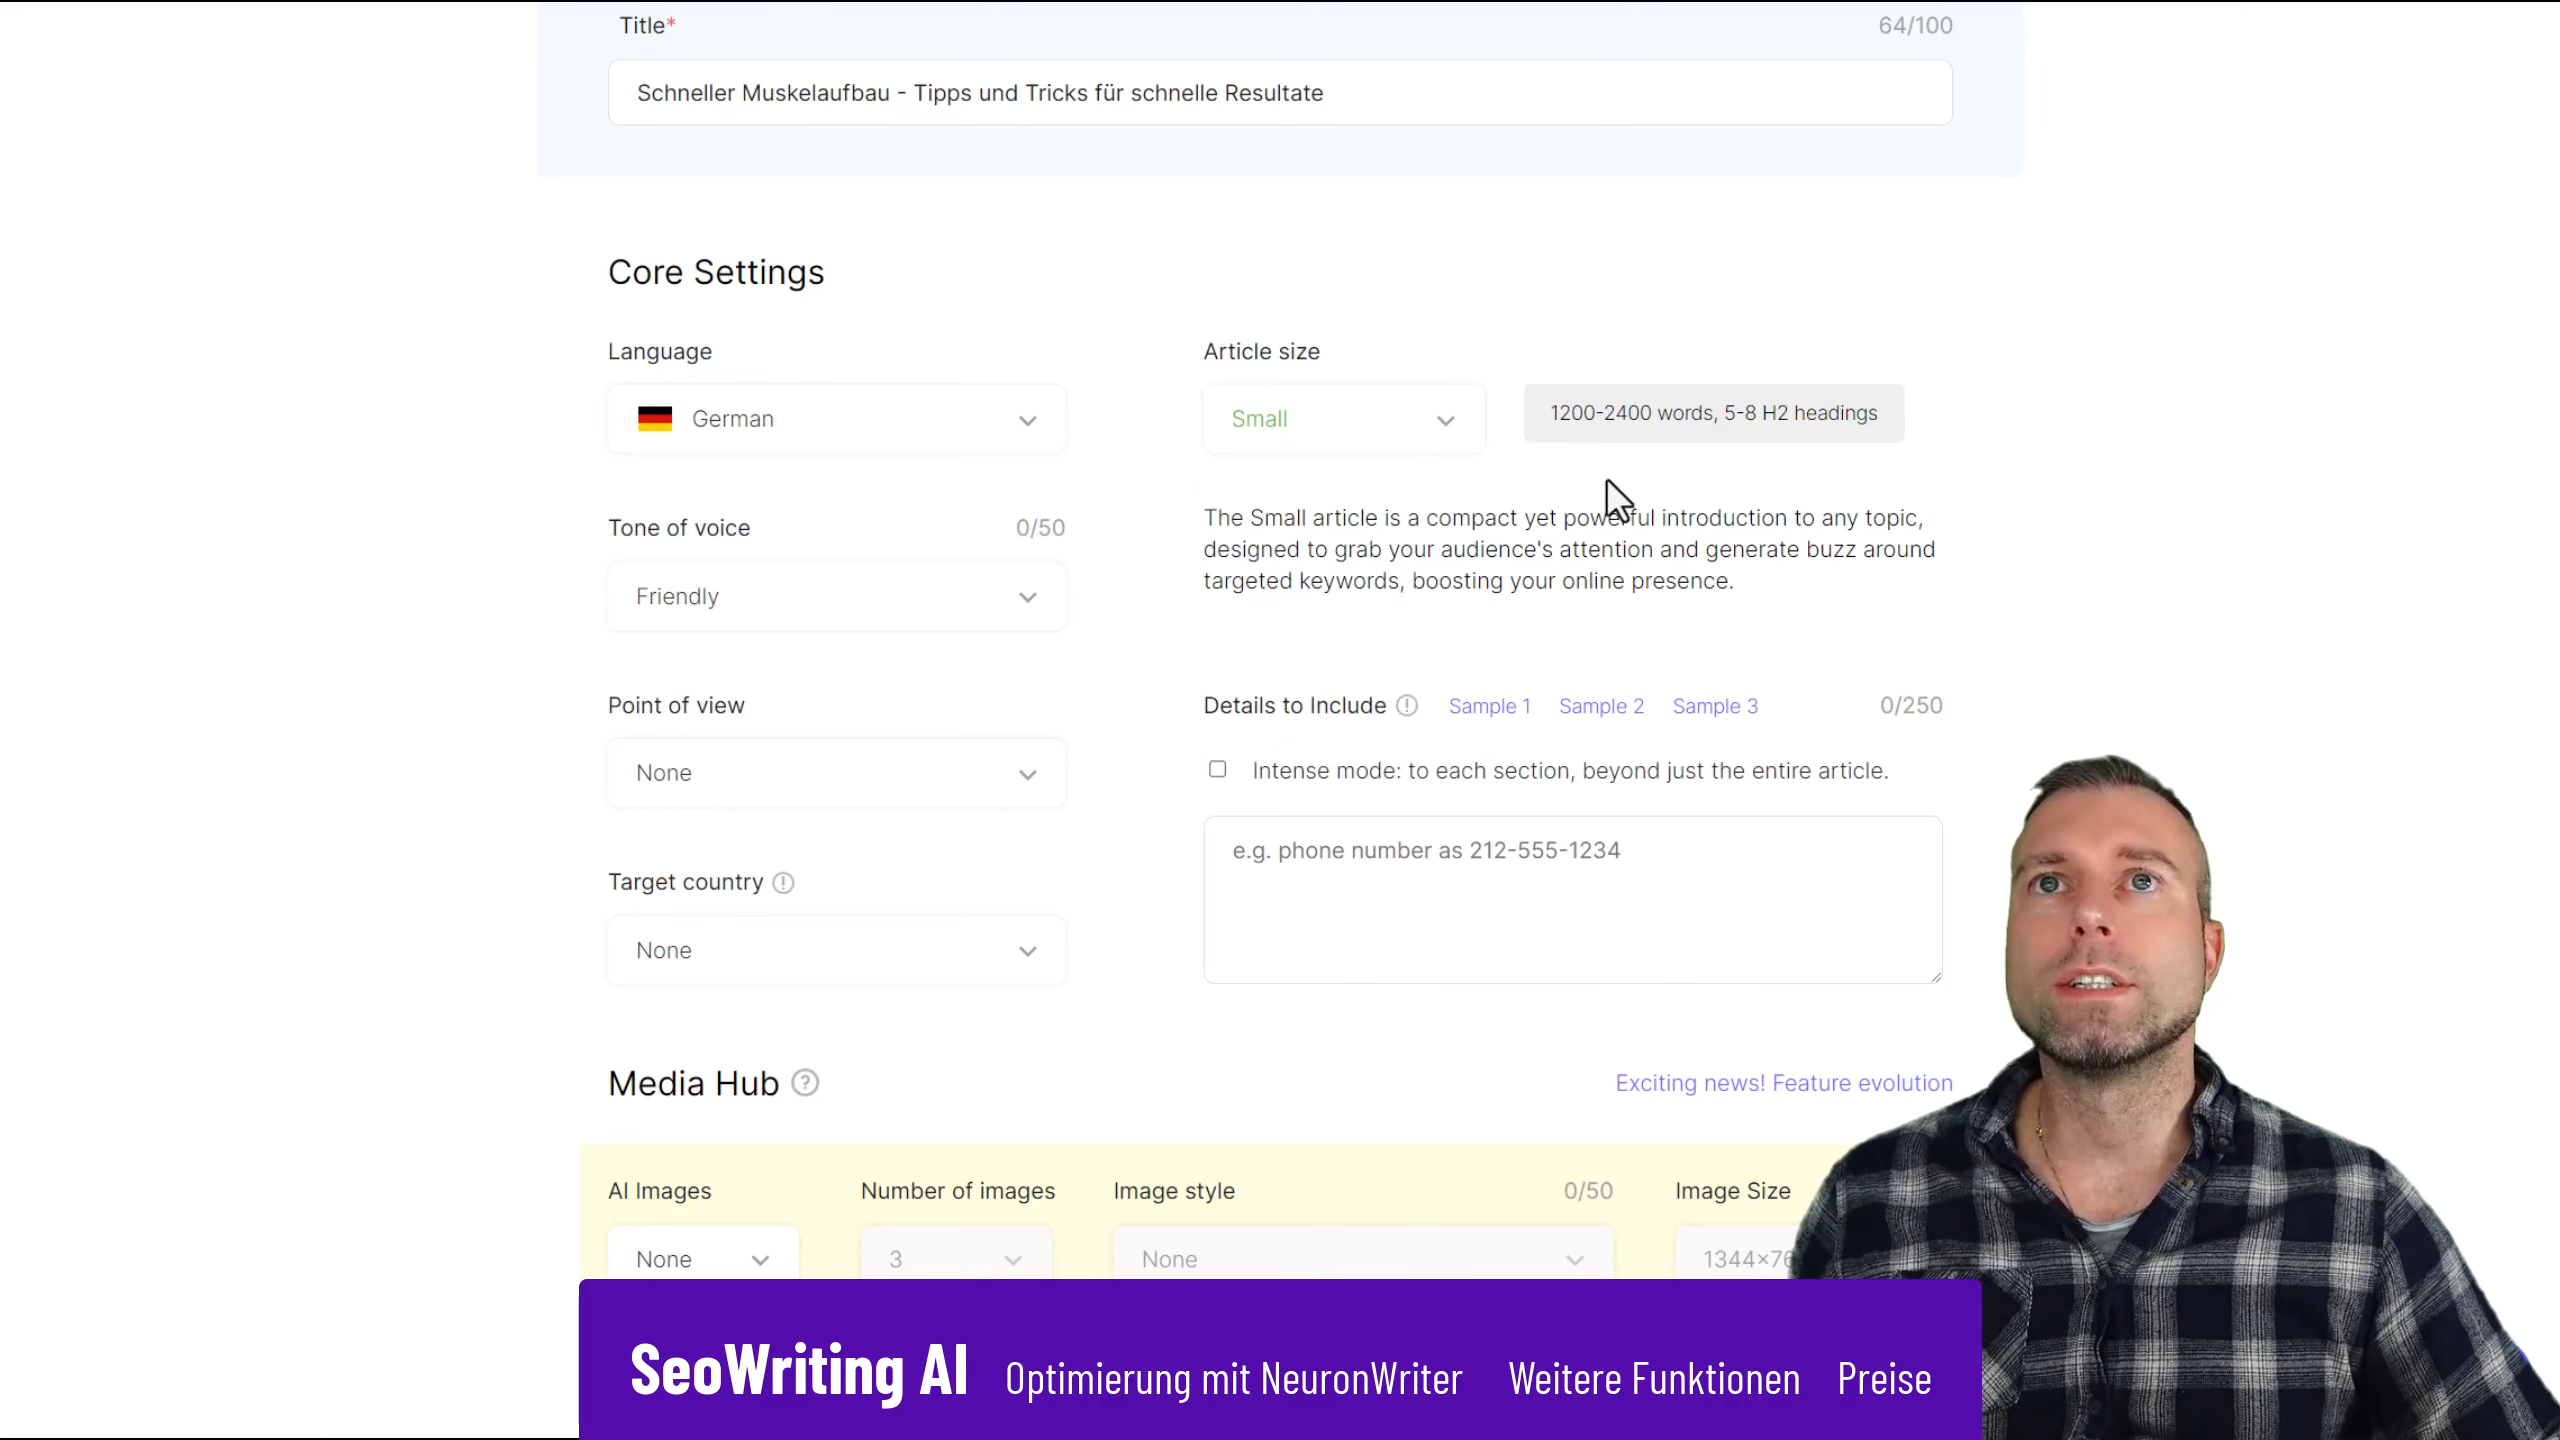 Title*
64/100
Schneller Muskelaufbau - Tipps und Tricks für schnelle Resultate
Core Settings
Language
Article size
German
Small
1200-2400 words, 5-8 H2 headings
Tone of voice
0/50
Friendly
The Small article is a compact yet powerful introduction to any topic,
designed to grab your audience's attention and generate buzz around
targeted keywords, boosting your online presence.
Point of view
None
Details to Include
Sample 1
Sample 2
Sample 3
0/250
Intense mode: to each section, beyond just the entire article.
e.g. phone number as 212-555-1234
Target country
None
Media Hub
Exciting news! Feature evolution
AI Images
Number of images
Image style
0/50
Image Size
None
3
None
SeoWriting AI
Optimierung mit NeuronWriter
Weitere Funktionen
Preise